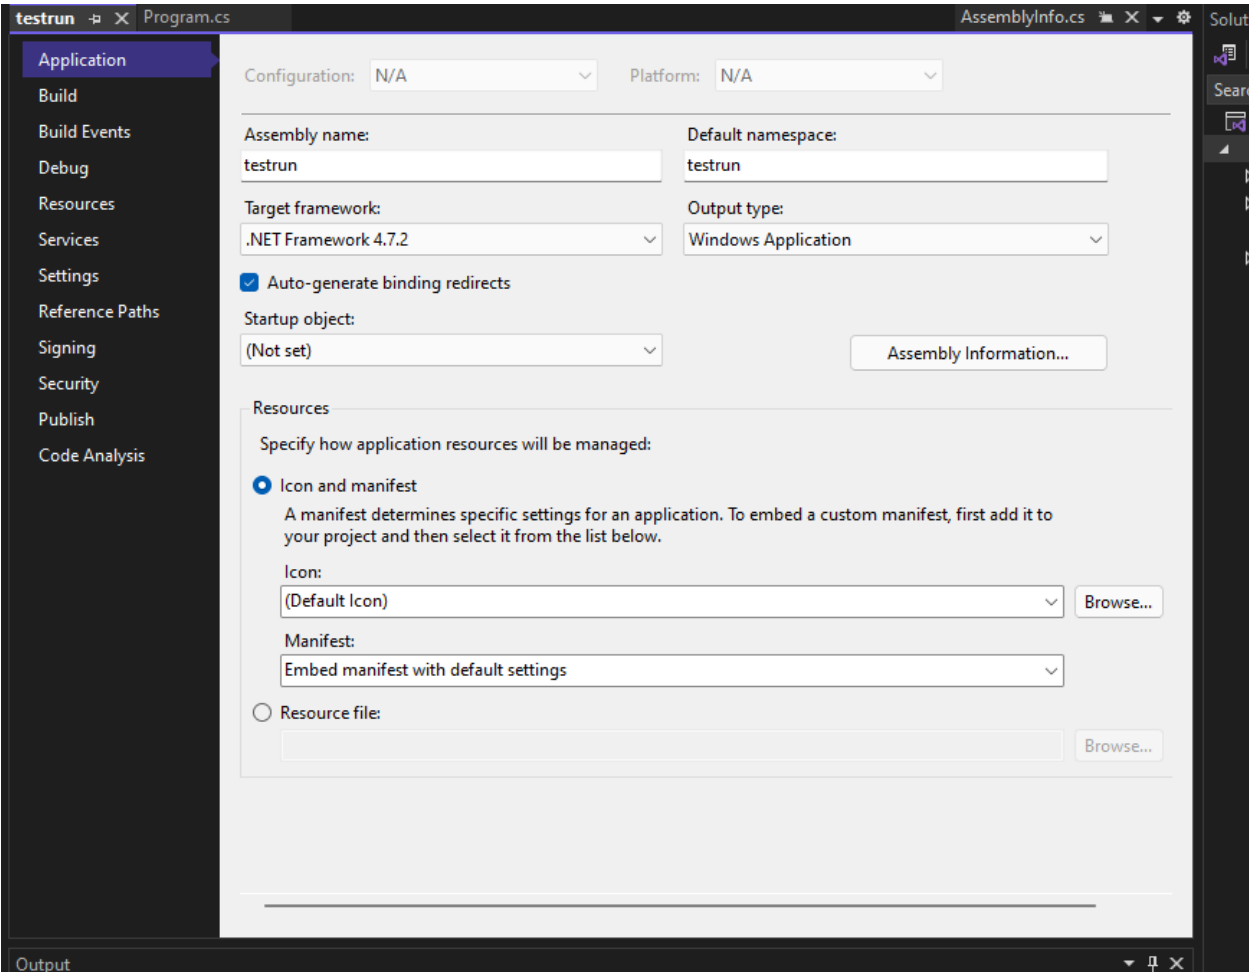 testrun
Program.cs
AssemblyInfo.cs
Application
Build
Build Events
Debug
Resources
Services
Settings
Reference Paths
Signing
Security
Publish
Code Analysis
Configuration: N/A Platform: N/A
Assembly name: Default namespace:
testrun testrun
Target framework: Output type:
.NET Framework 4.7.2 Windows Application
Auto-generate binding redirects
Startup object:
(Not set) Assembly Information...
Resources
Specify how application resources will be managed:
Icon and manifest
A manifest determines specific settings for an application. To embed a custom manifest, first add it to
your project and then select it from the list below.
Icon:
(Default Icon) Browse...
Manifest:
Embed manifest with default settings
Resource file:
Browse...
Output
Solut
Sear